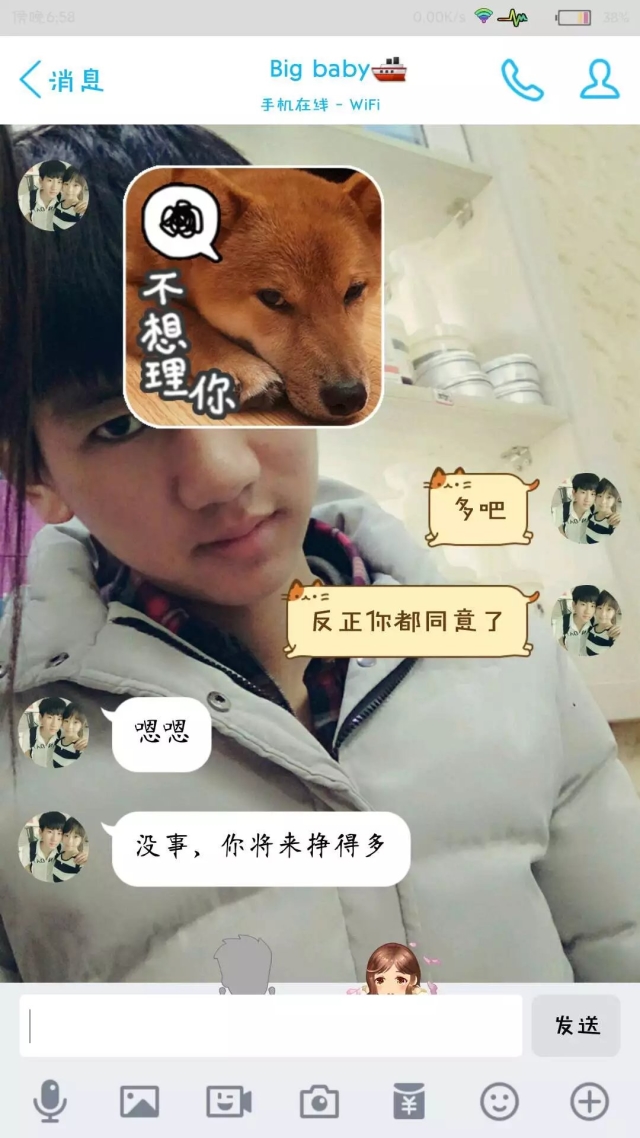 傍晚6:58 0.00K/s 38%
消息
Big baby
手机在线 - WiFi
不想理你
多吧
反正你都同意了
嗯嗯
没事，你将来挣得多
发送